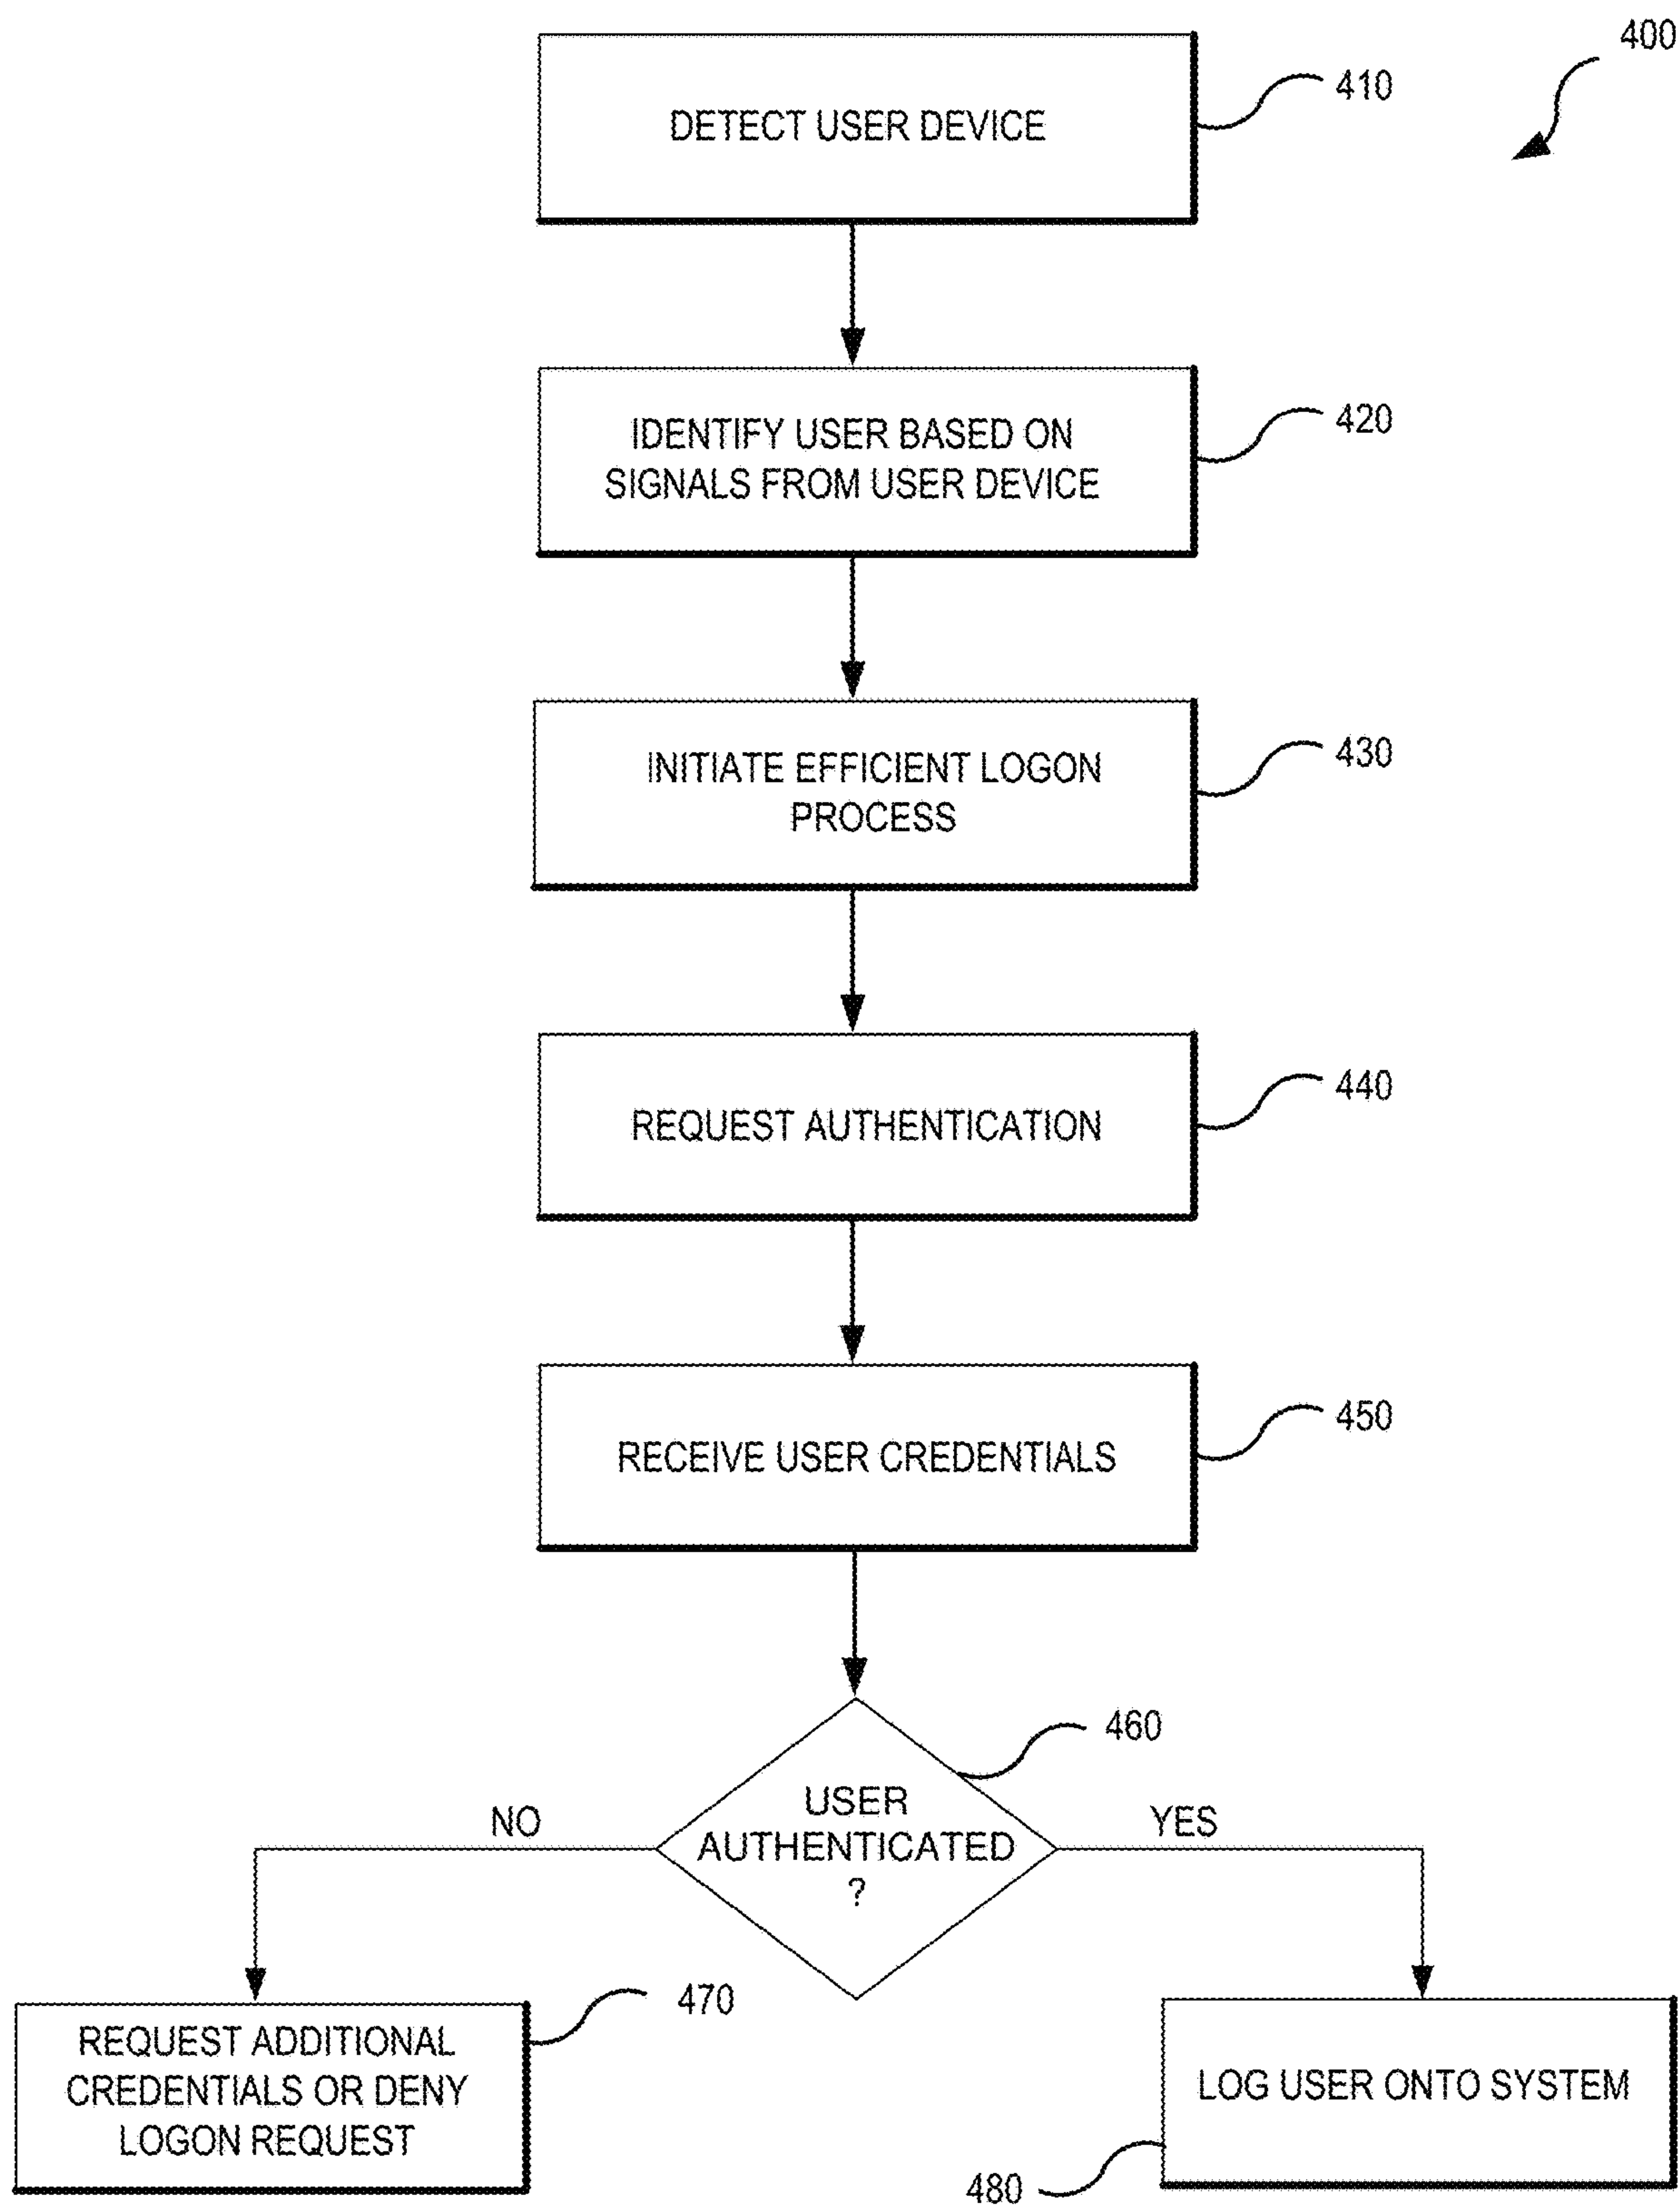 400
DETECT USER DEVICE
410
IDENTIFY USER BASED ON
SIGNALS FROM USER DEVICE
420
INITIATE EFFICIENT LOGON
PROCESS
430
REQUEST AUTHENTICATION
440
RECEIVE USER CREDENTIALS
450
460
USER
AUTHENTICATED
?
NO
YES
470
REQUEST ADDITIONAL
CREDENTIALS OR DENY
LOGON REQUEST
LOG USER ONTO SYSTEM
480